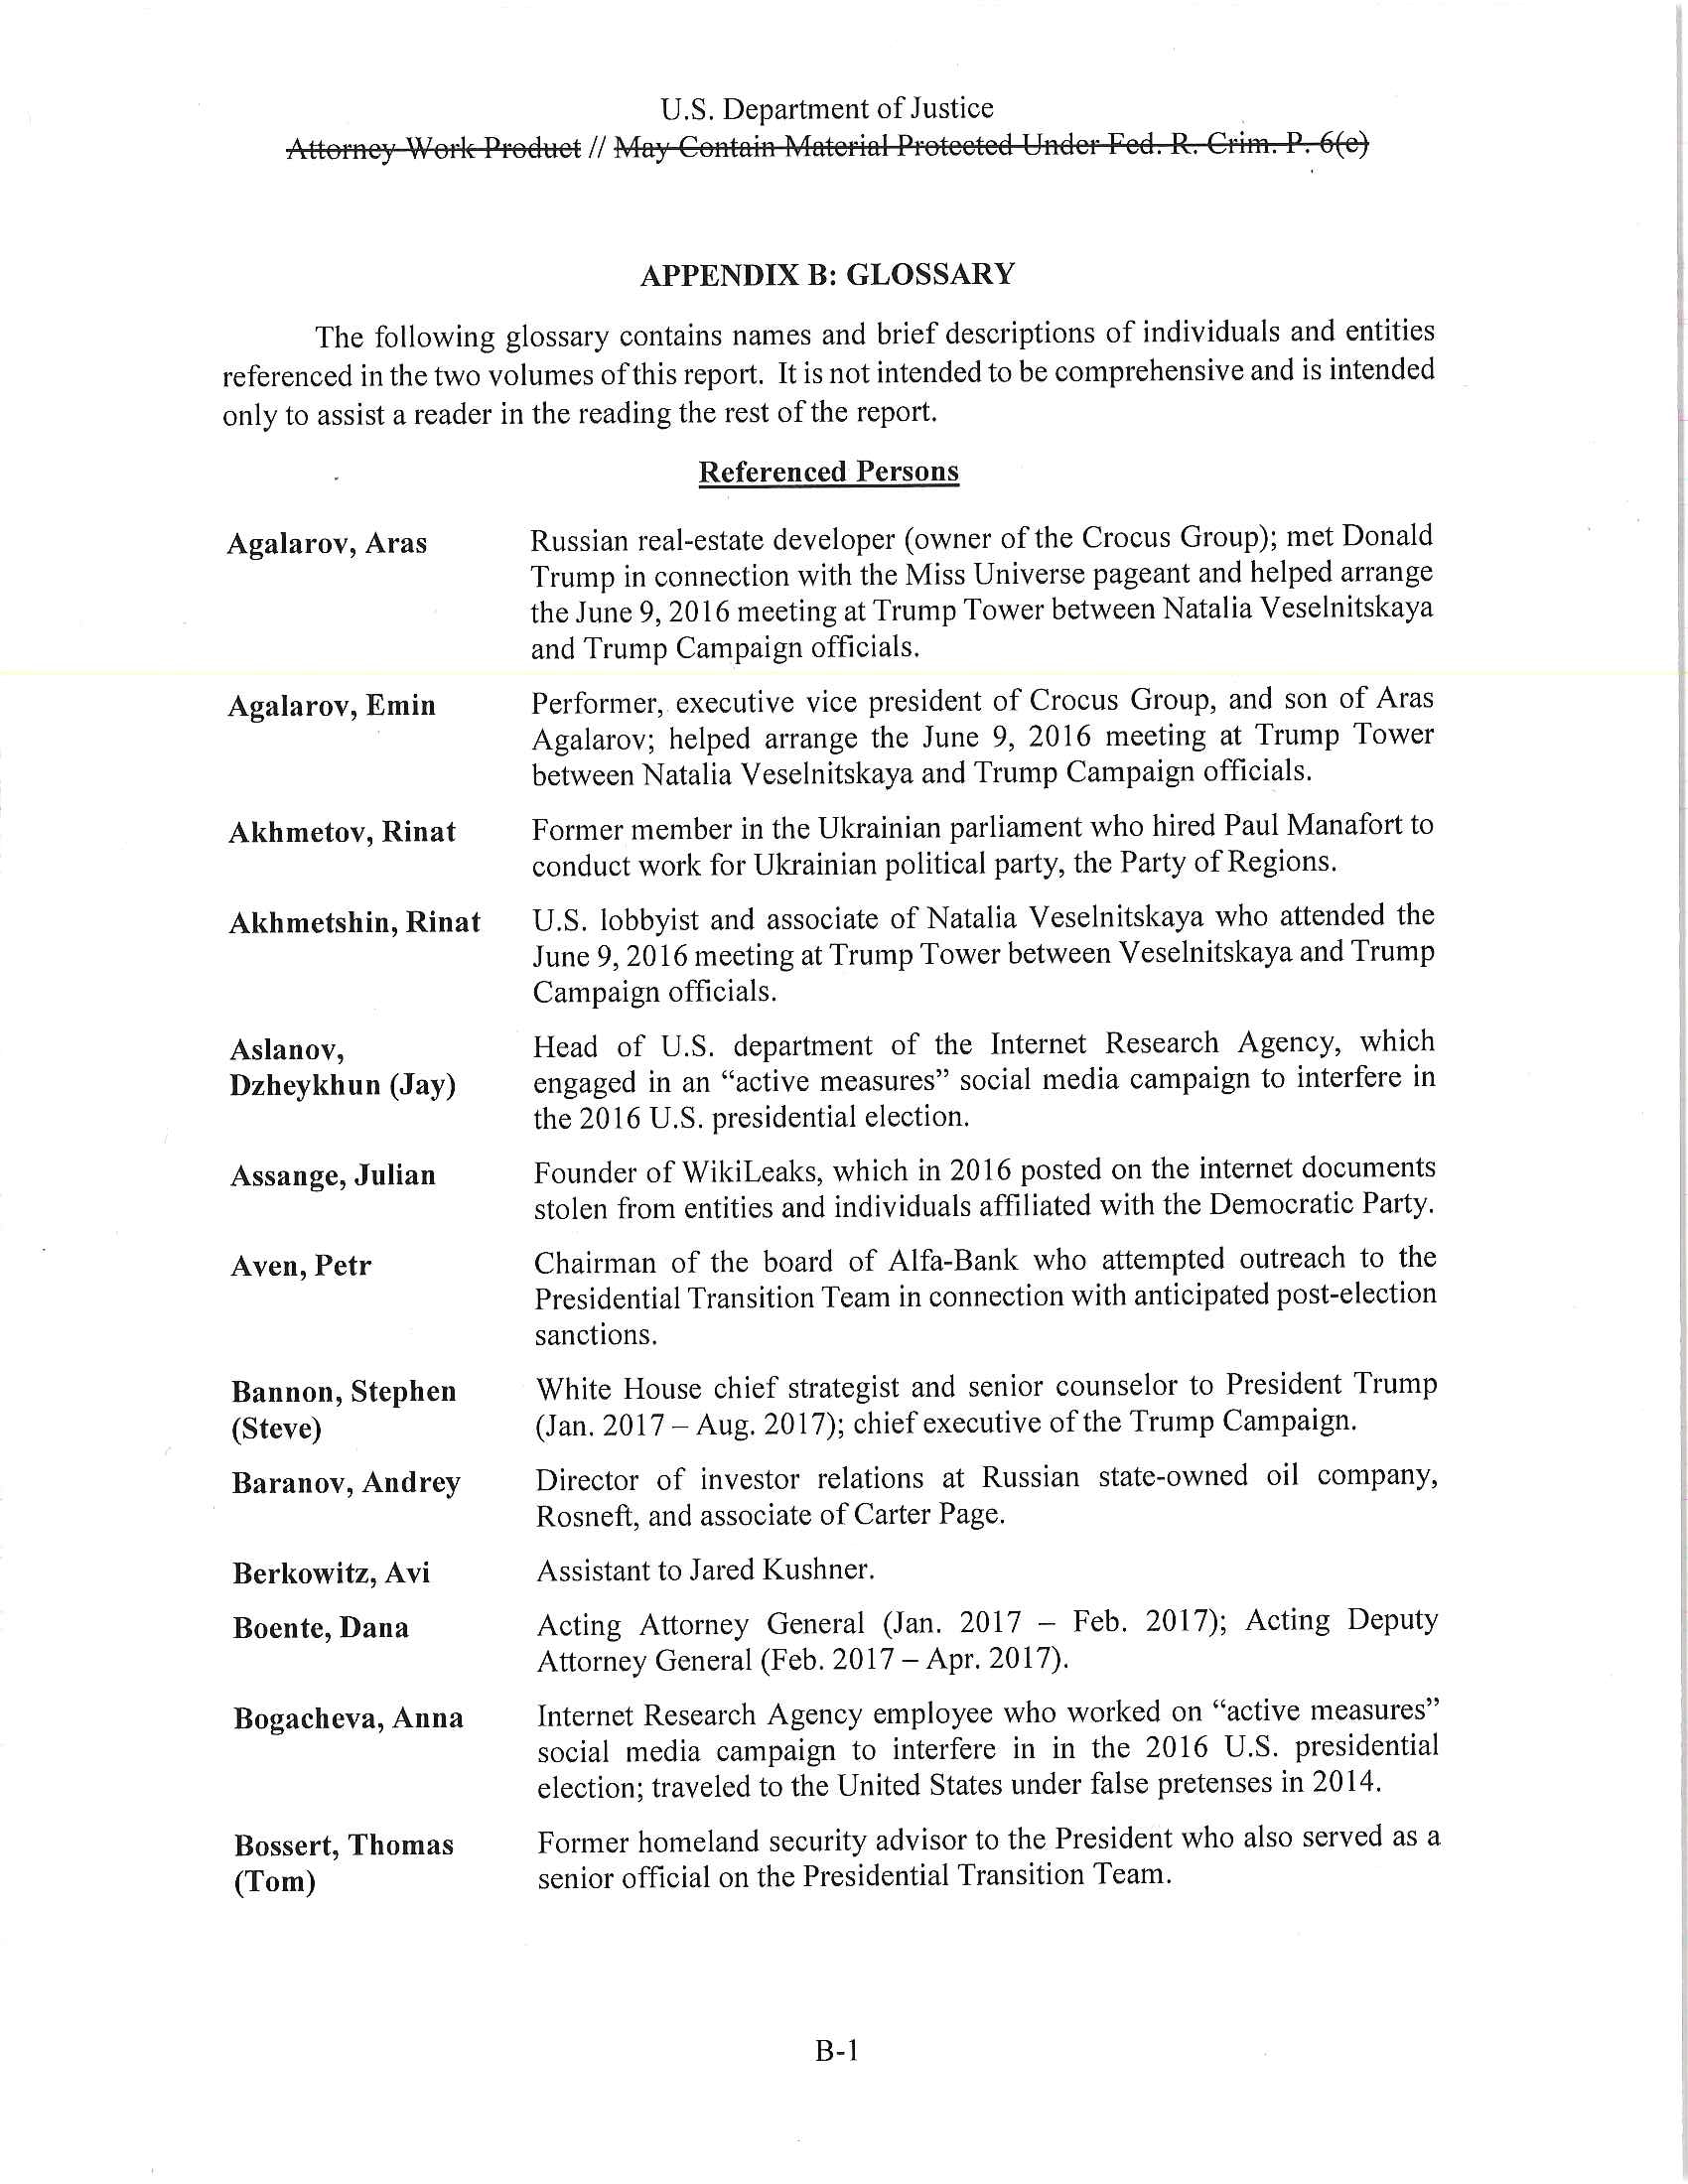 U.S. Department of Justice
Attorney Work Product // May Contain Material Protected Under Fed. R. Crim. P. 6(e)
APPENDIX B: GLOSSARY
The following glossary contains names and brief descriptions of individuals and entities
referenced in the two volumes of this report. It is not intended to be comprehensive and is intended
only to assist a reader in the reading the rest of the report.
Referenced Persons
Agalarov, Aras Russian real-estate developer (owner of the Crocus Group); met Donald
Trump in connection with the Miss Universe pageant and helped arrange
the June 9, 2016 meeting at Trump Tower between Natalia Veselnitskaya
and Trump Campaign officials.
Agalarov, Emin Performer, executive vice president of Crocus Group, and son of Aras
Agalarov; helped arrange the June 9, 2016 meeting at Trump Tower
between Natalia Veselnitskaya and Trump Campaign officials.
Akhmetov, Rinat Former member in the Ukrainian parliament who hired Paul Manafort to
conduct work for Ukrainian political party, the Party of Regions.
Akhmetshin, Rinat U.S. lobbyist and associate of Natalia Veselnitskaya who attended the
June 9, 2016 meeting at Trump Tower between Veselnitskaya and Trump
Campaign officials.
Aslanov, Head of U.S. department of the Internet Research Agency, which
Dzheykhun (Jay) engaged in an “active measures” social media campaign to interfere in
the 2016 U.S. presidential election.
Assange, Julian Founder of WikiLeaks, which in 2016 posted on the internet documents
stolen from entities and individuals affiliated with the Democratic Party.
Aven, Petr Chairman of the board of Alfa-Bank who attempted outreach to the
Presidential Transition Team in connection with anticipated post-election
sanctions.
Bannon, Stephen White House chief strategist and senior counselor to President Trump
(Steve) (Jan. 2017 – Aug. 2017); chief executive of the Trump Campaign.
Baranov, Andrey Director of investor relations at Russian state-owned oil company,
Rosneft, and associate of Carter Page.
Berkowitz, Avi Assistant to Jared Kushner.
Boente, Dana Acting Attorney General (Jan. 2017 – Feb. 2017); Acting Deputy
Attorney General (Feb. 2017 – Apr. 2017).
Bogacheva, Anna Internet Research Agency employee who worked on “active measures”
social media campaign to interfere in in the 2016 U.S. presidential
election; traveled to the United States under false pretenses in 2014.
Bossert, Thomas Former homeland security advisor to the President who also served as a
(Tom) senior official on the Presidential Transition Team.
B-1